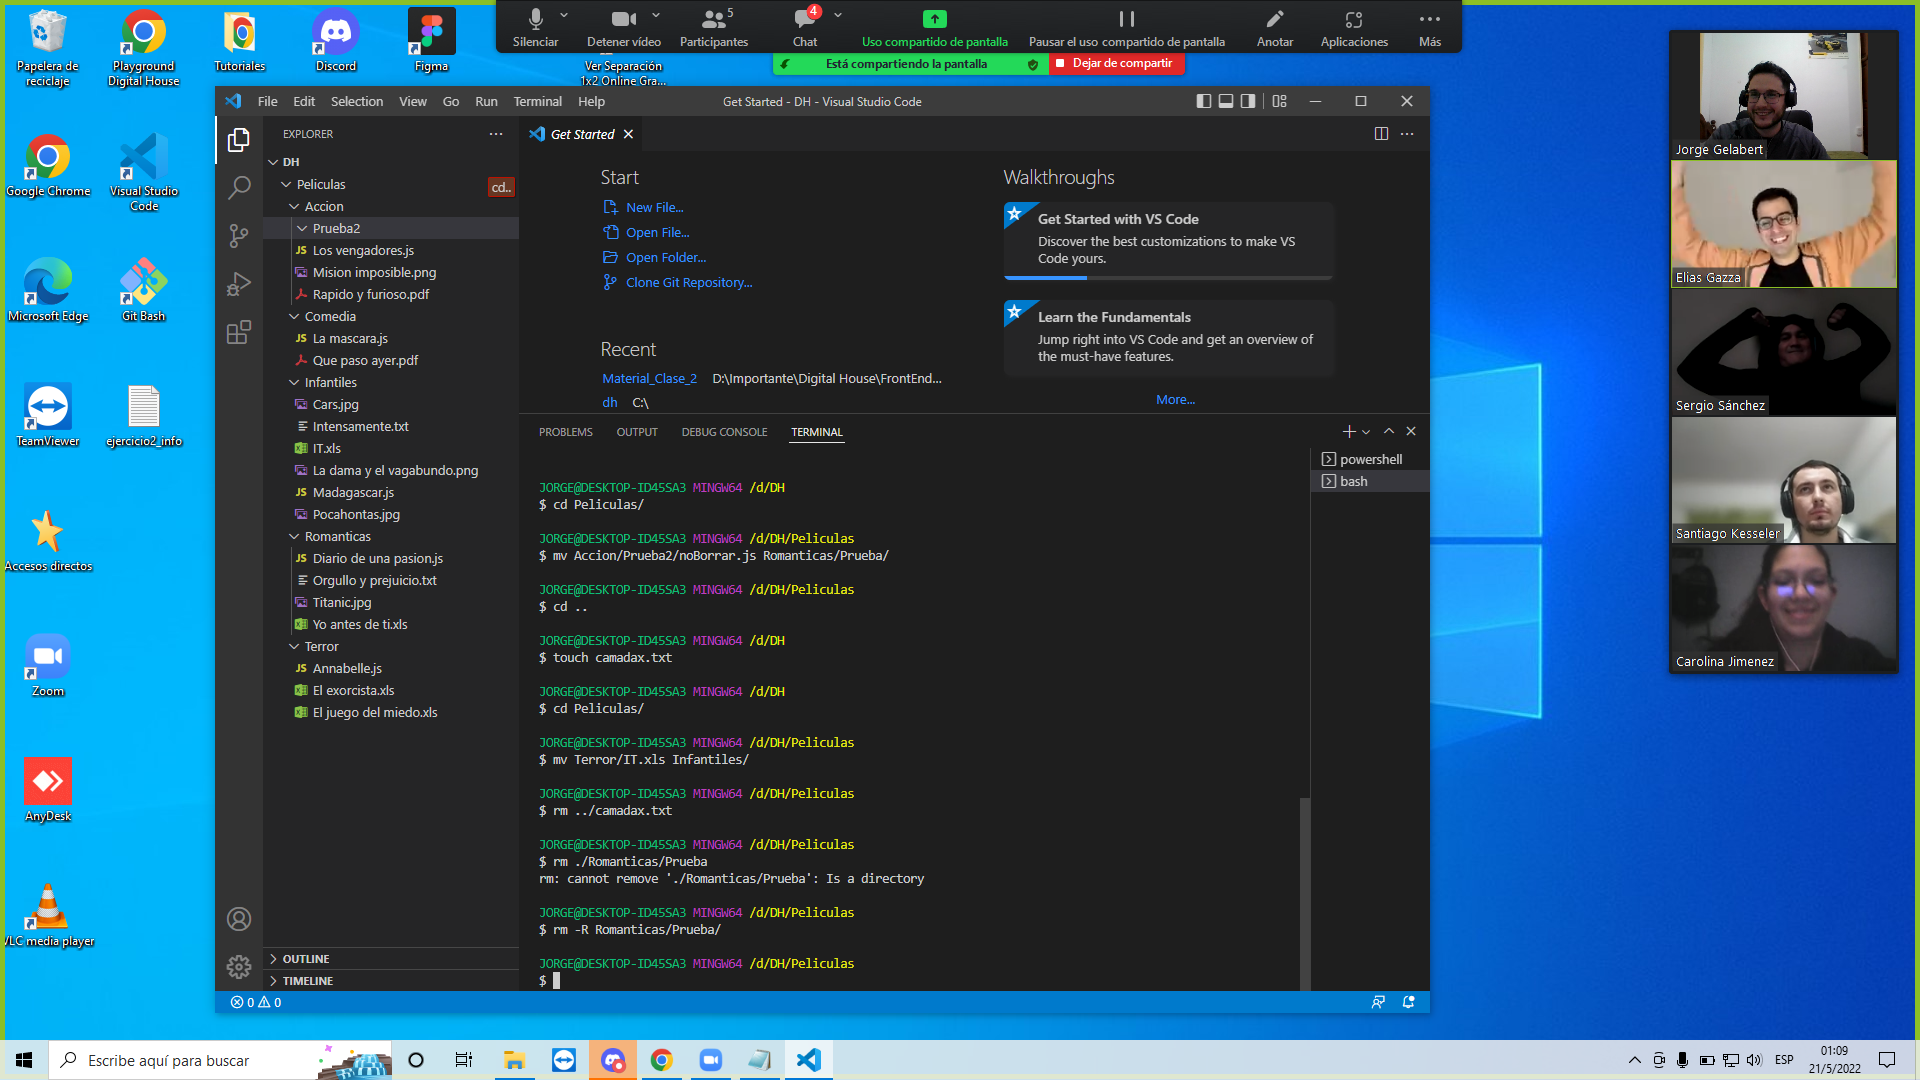 Silenciar
Detener vídeo
5
Participantes
4
Chat
Uso compartido de pantalla
Pausar el uso compartido de pantalla
Anotar
Aplicaciones
Más
Está compartiendo la pantalla
Dejar de compartir
Papelera de reciclaje
Playground Digital House
Tutoriales
Discord
Figma
Ver Separación 1x2 Online Gra...
Google Chrome
Visual Studio Code
Microsoft Edge
Git Bash
TeamViewer
ejercicio2_info
Accesos directos
Zoom
AnyDesk
VLC media player
File Edit Selection View Go Run Terminal Help
Get Started - DH - Visual Studio Code
EXPLORER
DH
Peliculas
cd..
Accion
Prueba2
Los vengadores.js
Mision imposible.png
Rapido y furioso.pdf
Comedia
La mascara.js
Que paso ayer.pdf
Infantiles
Cars.jpg
Intensamente.txt
IT.xls
La dama y el vagabundo.png
Madagascar.js
Pocahontas.jpg
Romanticas
Diario de una pasion.js
Orgullo y prejuicio.txt
Titanic.jpg
Yo antes de ti.xls
Terror
Annabelle.js
El exorcista.xls
El juego del miedo.xls
OUTLINE
TIMELINE
0 0
Get Started
Start
New File...
Open File...
Open Folder...
Clone Git Repository...
Recent
Material_Clase_2 D:\Importante\Digital House\FrontEnd...
dh C:\
Walkthroughs
Get Started with VS Code
Discover the best customizations to make VS
Code yours.
Learn the Fundamentals
Jump right into VS Code and get an overview of
the must-have features.
More...
PROBLEMS OUTPUT DEBUG CONSOLE TERMINAL
powershell
bash
JORGE@DESKTOP-ID45SA3 MINGW64 /d/DH
$ cd Peliculas/
JORGE@DESKTOP-ID45SA3 MINGW64 /d/DH/Peliculas
$ mv Accion/Prueba2/noBorrar.js Romanticas/Prueba/
JORGE@DESKTOP-ID45SA3 MINGW64 /d/DH/Peliculas
$ cd ..
JORGE@DESKTOP-ID45SA3 MINGW64 /d/DH
$ touch camadax.txt
JORGE@DESKTOP-ID45SA3 MINGW64 /d/DH
$ cd Peliculas/
JORGE@DESKTOP-ID45SA3 MINGW64 /d/DH/Peliculas
$ mv Terror/IT.xls Infantiles/
JORGE@DESKTOP-ID45SA3 MINGW64 /d/DH/Peliculas
$ rm ../camadax.txt
JORGE@DESKTOP-ID45SA3 MINGW64 /d/DH/Peliculas
$ rm ./Romanticas/Prueba
rm: cannot remove './Romanticas/Prueba': Is a directory
JORGE@DESKTOP-ID45SA3 MINGW64 /d/DH/Peliculas
$ rm -R Romanticas/Prueba/
JORGE@DESKTOP-ID45SA3 MINGW64 /d/DH/Peliculas
$
Jorge Gelabert
Elias Gazza
Sergio Sánchez
Santiago Kesseler
Carolina Jimenez
Escribe aquí para buscar
ESP
01:09
21/5/2022